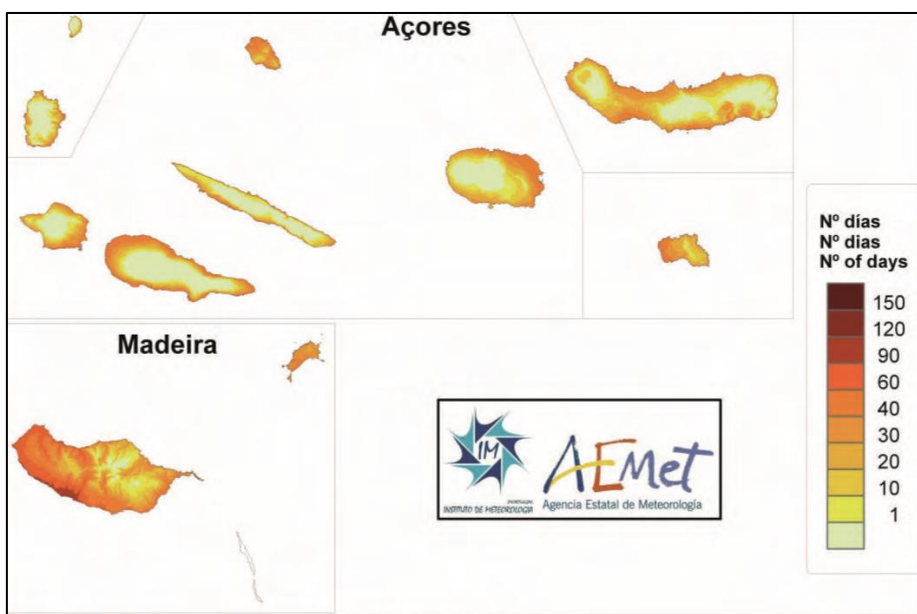 Açores
Nº días
Nº dias
Nº of days
150
120
90
60
40
30
20
10
1
Madeira
IM
PORTUGAL
INSTITUTO DE METEOROLOGIA
AEMet
Agencia Estatal de Meteorología